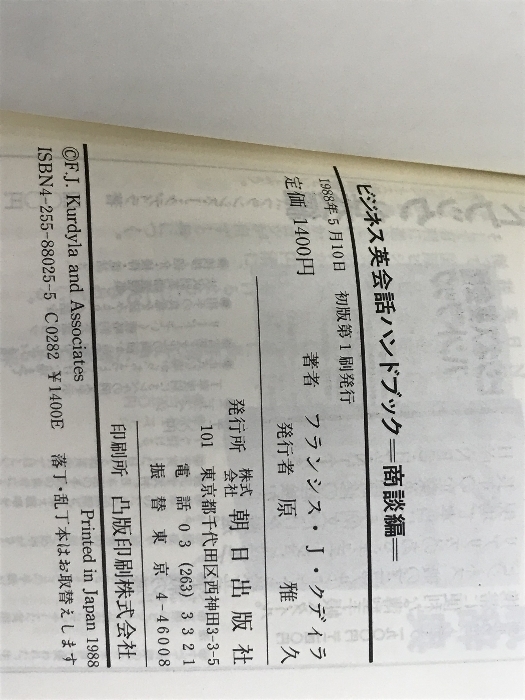 ビジネス英会話ハンドブック＝商談編＝
1988年5月10日　初版第1刷発行
定価 1400円
著者　フランシス・J・クディラ
発行者　原　雅久
発行所　株式会社　朝日出版社
101　東京都千代田区西神田3-3-5
電話 03 (263) 3321
振替東京 4-46008
印刷所　凸版印刷株式会社
©F.J. Kurdyla and Associates
Printed in Japan 1988
ISBN4-255-88025-5 C0282 ¥1400E　落丁・乱丁本はお取替えします